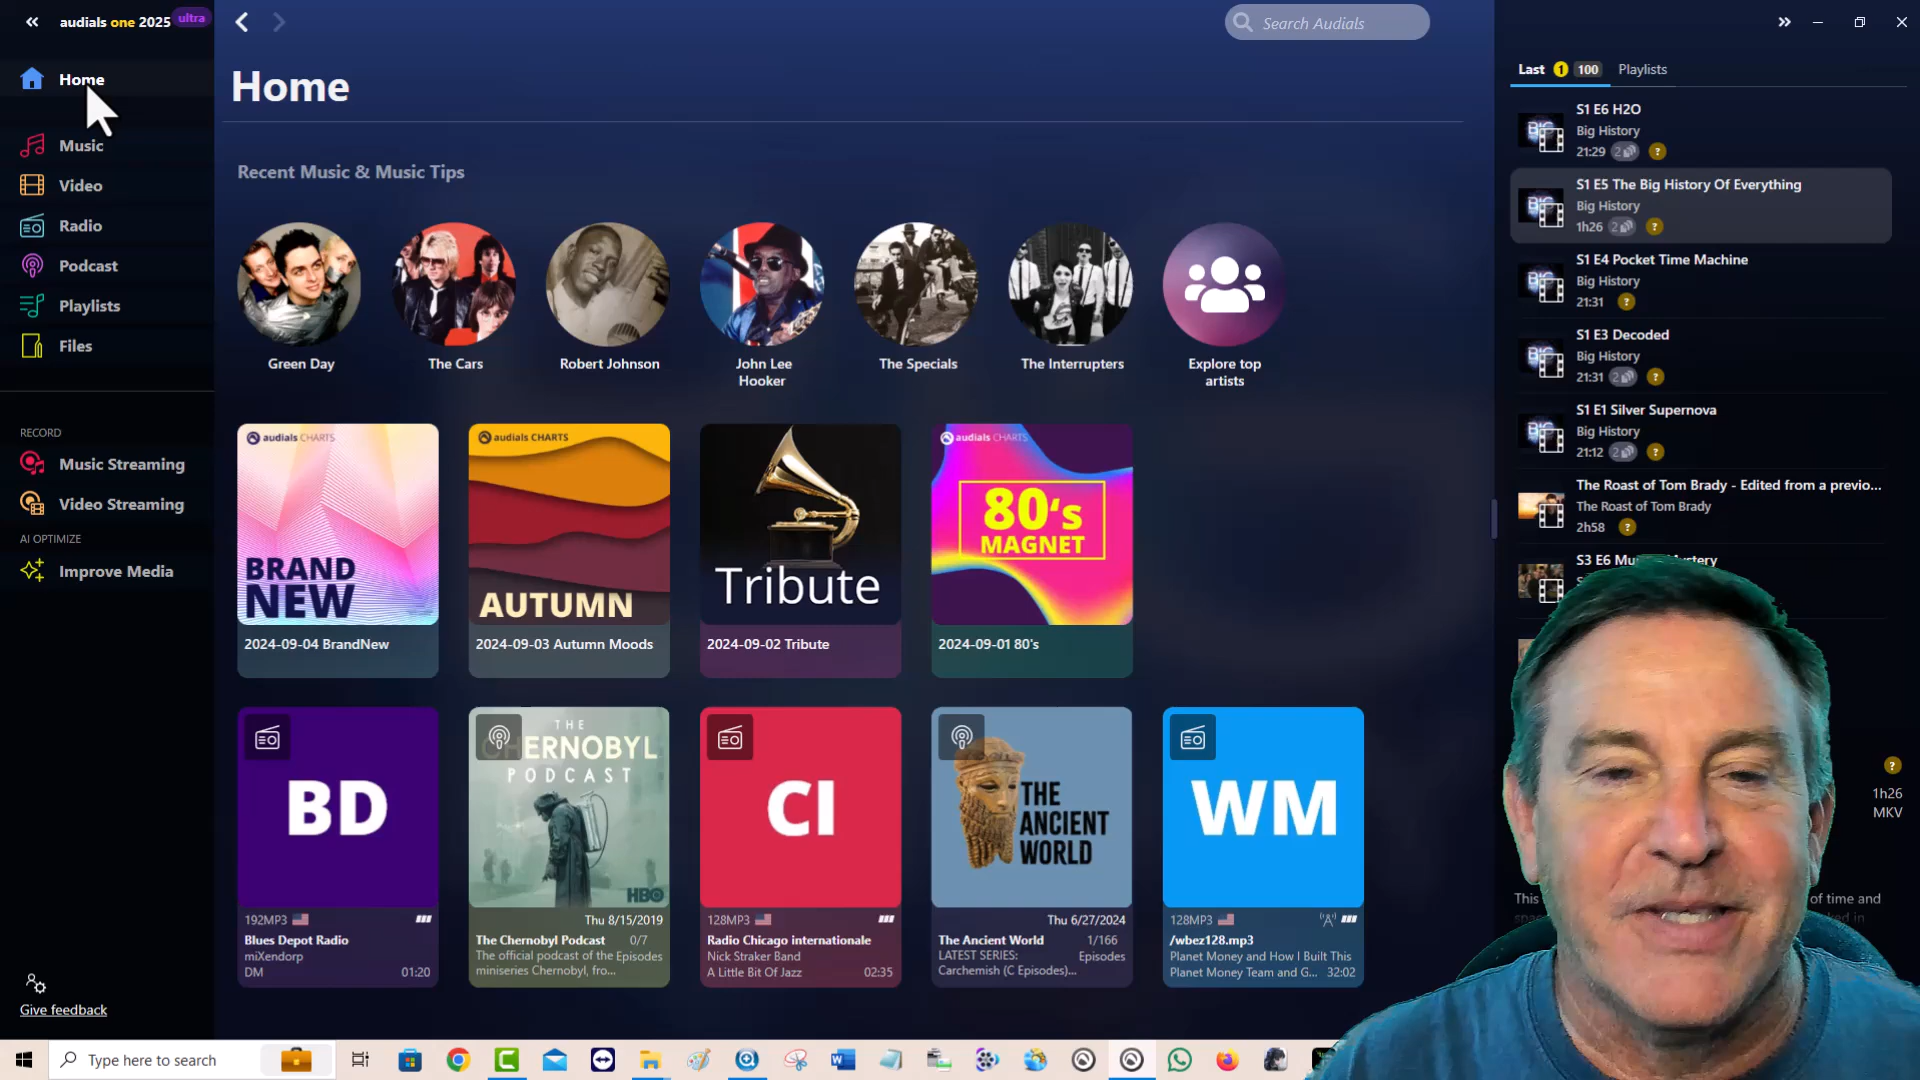 audials one 2025 ultra
Search Audials
Home
Music
Video
Radio
Podcast
Playlists
Files
RECORD
Music Streaming
Video Streaming
AI OPTIMIZE
Improve Media
Give feedback
Home
Recent Music & Music Tips
Green Day
The Cars
Robert Johnson
John Lee
Hooker
The Specials
The Interrupters
Explore top
artists
audials CHARTS
BRAND
NEW
2024-09-04 BrandNew
audials CHARTS
AUTUMN
2024-09-03 Autumn Moods
Tribute
2024-09-02 Tribute
audials CHARTS
80's
MAGNET
2024-09-01 80's
BD
192MP3
Blues Depot Radio
miXendorp
DM 01:20
THE
CHERNOBYL
PODCAST
HBO
Thu 8/15/2019
The Chernobyl Podcast 0/7
The official podcast of the Episodes
miniseries Chernobyl, fro...
CI
128MP3
Radio Chicago internationale
Nick Straker Band
A Little Bit Of Jazz 02:35
THE
ANCIENT
WORLD
Thu 6/27/2024
The Ancient World 1/166
LATEST SERIES: Episodes
Carchemish (C Episodes)...
WM
128MP3
/wbez128.mp3
Planet Money and How I Built This
Planet Money Team and G... 32:02
Last 1 100 Playlists
S1 E6 H2O
Big History
21:29 2 ?
S1 E5 The Big History Of Everything
Big History
1h26 2 ?
S1 E4 Pocket Time Machine
Big History
21:31 ?
S1 E3 Decoded
Big History
21:31 2 ?
S1 E1 Silver Supernova
Big History
21:12 2 ?
The Roast of Tom Brady - Edited from a previo...
The Roast of Tom Brady
2h58 ?
S3 E6
?
1h26
MKV
This of time and
Type here to search